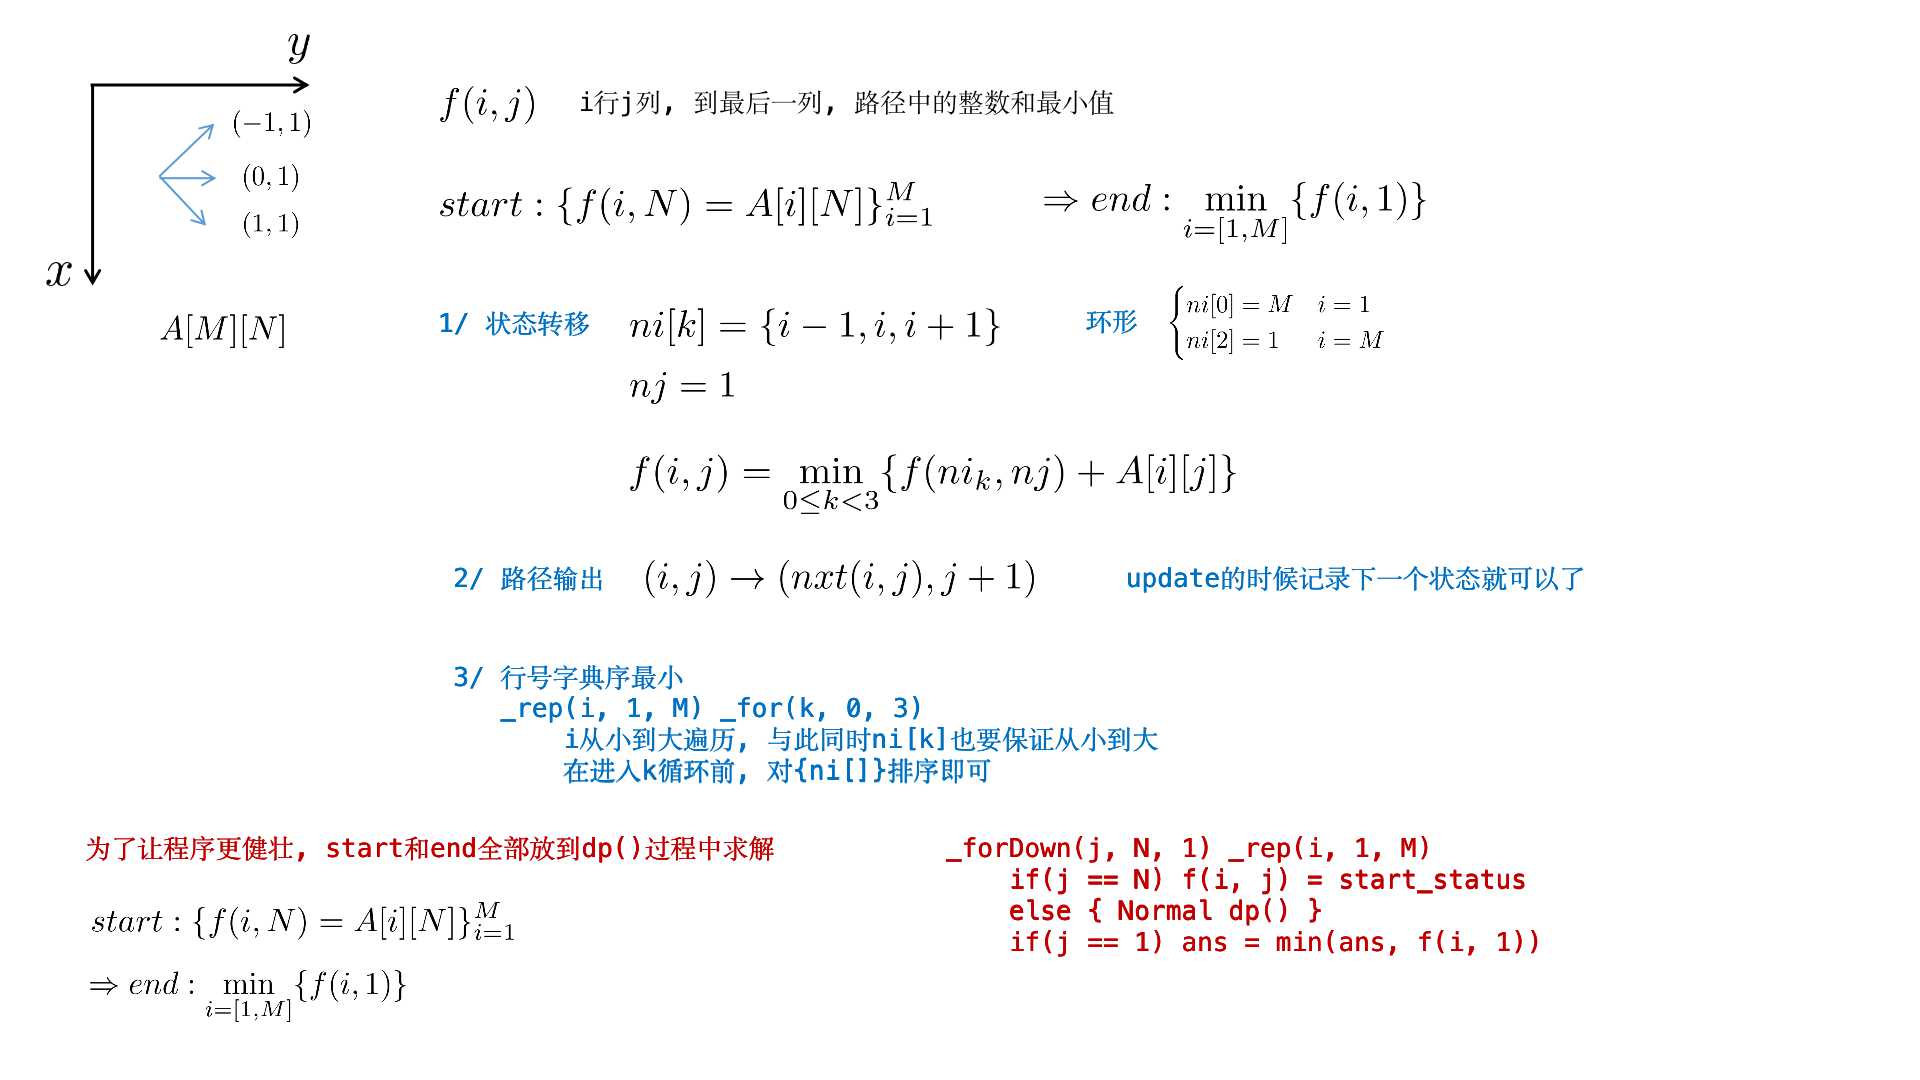 y
(−1, 1)
(0, 1)
(1, 1)
x
A[M][N]
f(i, j) i行j列, 到最后一列, 路径中的整数和最小值
start : {f(i, N) = A[i][N]}_{i=1}^{M} ⇒ end : min_{i=[1,M]} {f(i, 1)}
1/ 状态转移 ni[k] = {i − 1, i, i + 1} 环形 { ni[0] = M i = 1
ni[2] = 1 i = M
nj = 1
f(i, j) = min_{0≤k<3} {f(ni_k, nj) + A[i][j]}
2/ 路径输出 (i, j) → (nxt(i, j), j + 1) update的时候记录下一个状态就可以了
3/ 行号字典序最小
_rep(i, 1, M) _for(k, 0, 3)
i从小到大遍历, 与此同时ni[k]也要保证从小到大
在进入k循环前, 对{ni[]}排序即可
为了让程序更健壮, start和end全部放到dp()过程中求解
start : {f(i, N) = A[i][N]}_{i=1}^{M}
⇒ end : min_{i=[1,M]} {f(i, 1)}
_forDown(j, N, 1) _rep(i, 1, M)
if(j == N) f(i, j) = start_status
else { Normal dp() }
if(j == 1) ans = min(ans, f(i, 1))